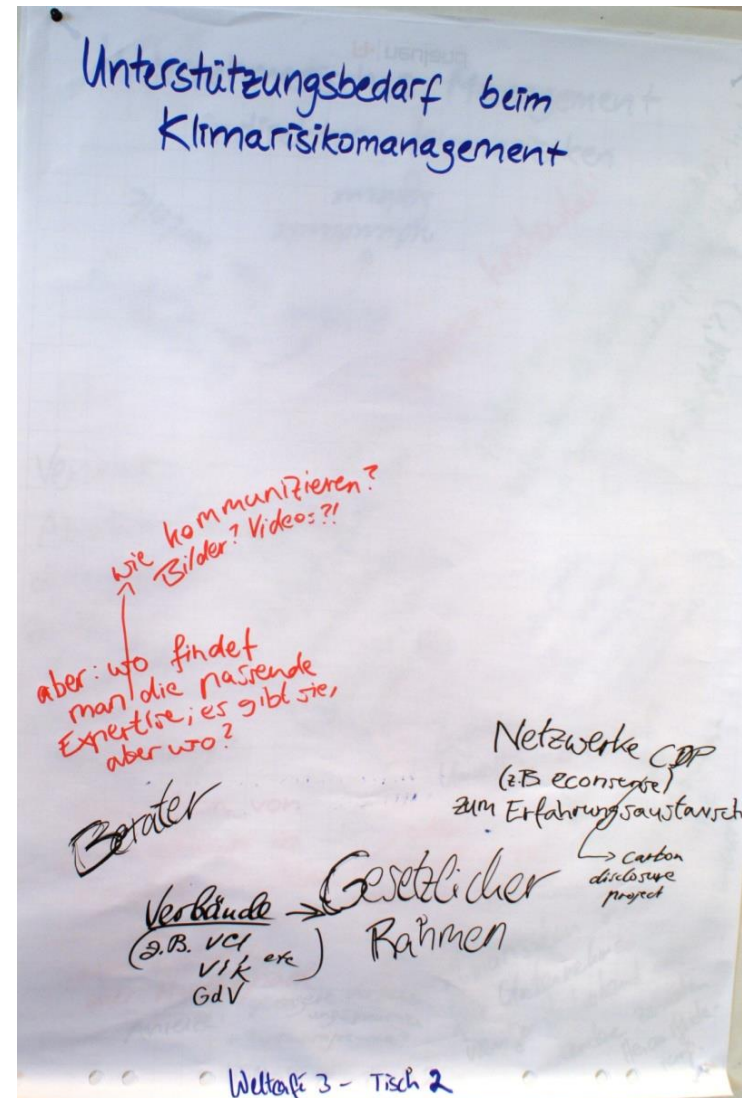 Unterstützungsbedarf beim
Klimarisikomanagement
wie kommunizieren?
Bilder? Videos?!
aber: wo findet
man die passende
Expertise; es gibt sie,
aber wo?
Berater
Netzwerke CDP
(z.B econsense)
zum Erfahrungsaustausch
→ carbon
disclosure
project
Verbände →
(z.B. VCI
VIK etc)
GdV
Gesetzlicher
Rahmen
Weltcafé 3 - Tisch 2